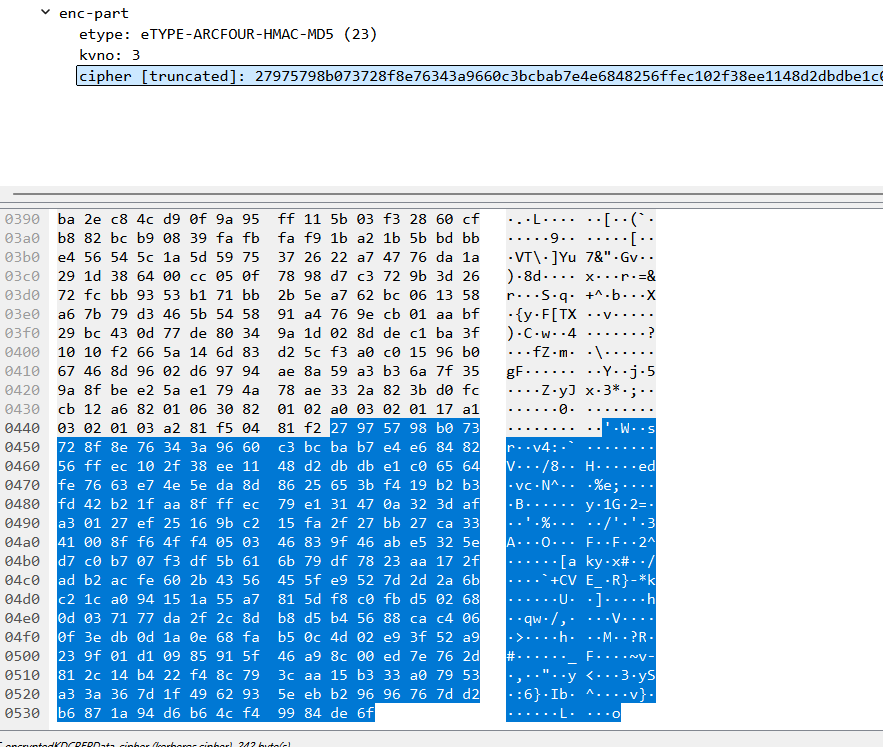 enc-part
etype: eTYPE-ARCFOUR-HMAC-MD5 (23)
kvno: 3
cipher [truncated]: 27975798b073728f8e76343a9660c3bcbab7e4e6848256ffec102f38ee1148d2dbdbe1c0
0390 ba 2e c8 4c d9 0f 9a 95 ff 11 5b 03 f3 28 60 cf ·.·L···· ··[··(`·
03a0 b8 82 bc b9 08 39 fa fb fa f9 1b a2 1b 5b bd bb ·····9·· ·····[··
03b0 e4 56 54 5c 1a 5d 59 75 37 26 22 a7 47 76 da 1a ·VT\·]Yu 7&"·Gv··
03c0 29 1d 38 64 00 cc 05 0f 78 98 d7 c3 72 9b 3d 26 )·8d···· x···r·=&
03d0 72 fc bb 93 53 b1 71 bb 2b 5e a7 62 bc 06 13 58 r···S·q· +^·b···X
03e0 a6 7b 79 d3 46 5b 54 58 91 a4 76 9e cb 01 aa bf ·{y·F[TX ··v·····
03f0 29 bc 43 0d 77 de 80 34 9a 1d 02 8d de c1 ba 3f )·C·w··4 ·······?
0400 10 10 f2 66 5a 14 6d 83 d2 5c f3 a0 c0 15 96 b0 ···fZ·m· ·\······
0410 67 46 8d 96 02 d6 97 94 ae 8a 59 a3 b3 6a 7f 35 gF······ ··Y··j·5
0420 9a 8f be e2 5a e1 79 4a 78 ae 33 2a 82 3b d0 fc ····Z·yJ x·3*·;··
0430 cb 12 a6 82 01 06 30 82 01 02 a0 03 02 01 17 a1 ······0· ········
0440 03 02 01 03 a2 81 f5 04 81 f2 27 97 57 98 b0 73 ········ ··'·W··s
0450 72 8f 8e 76 34 3a 96 60 c3 bc ba b7 e4 e6 84 82 r··v4:·` ········
0460 56 ff ec 10 2f 38 ee 11 48 d2 db db e1 c0 65 64 V···/8·· H·····ed
0470 fe 76 63 e7 4e 5e da 8d 86 25 65 3b f4 19 b2 b3 ·vc·N^·· ·%e;····
0480 fd 42 b2 1f aa 8f ff ec 79 e1 31 47 0a 32 3d af ·B······ y·1G·2=·
0490 a3 01 27 ef 25 16 9b c2 15 fa 2f 27 bb 27 ca 33 ··'·%··· ··/'·'·3
04a0 41 00 8f f6 4f f4 05 03 46 83 9f 46 ab e5 32 5e A···O··· F··F··2^
04b0 d7 c0 b7 07 f3 df 5b 61 6b 79 df 78 23 aa 17 2f ······[a ky·x#··/
04c0 ad b2 ac fe 60 2b 43 56 45 5f e9 52 7d 2d 2a 6b ····`+CV E_·R}-*k
04d0 c2 1c a0 94 15 1a 55 a7 81 5d f8 c0 fb d5 02 68 ······U· ·]·····h
04e0 0d 03 71 77 da 2f 2c 8d b8 d5 b4 56 88 ca c4 06 ··qw·/,· ···V····
04f0 0f 3e db 0d 1a 0e 68 fa b5 0c 4d 02 e9 3f 52 a9 ·>····h· ··M··?R·
0500 23 9f 01 d1 09 85 91 5f 46 a9 8c 00 ed 7e 76 2d #······_ F····~v-
0510 81 2c 14 b4 22 f4 8c 79 3c aa 15 b3 33 a0 79 53 ·,··"··y <···3·yS
0520 a3 3a 36 7d 1f 49 62 93 5e eb b2 96 96 76 7d d2 ·:6}·Ib· ^····v}·
0530 b6 87 1a 94 d6 b6 4c f4 99 84 de 6f ······L· ···o
(kerberos.cipher), 242 byte(s)